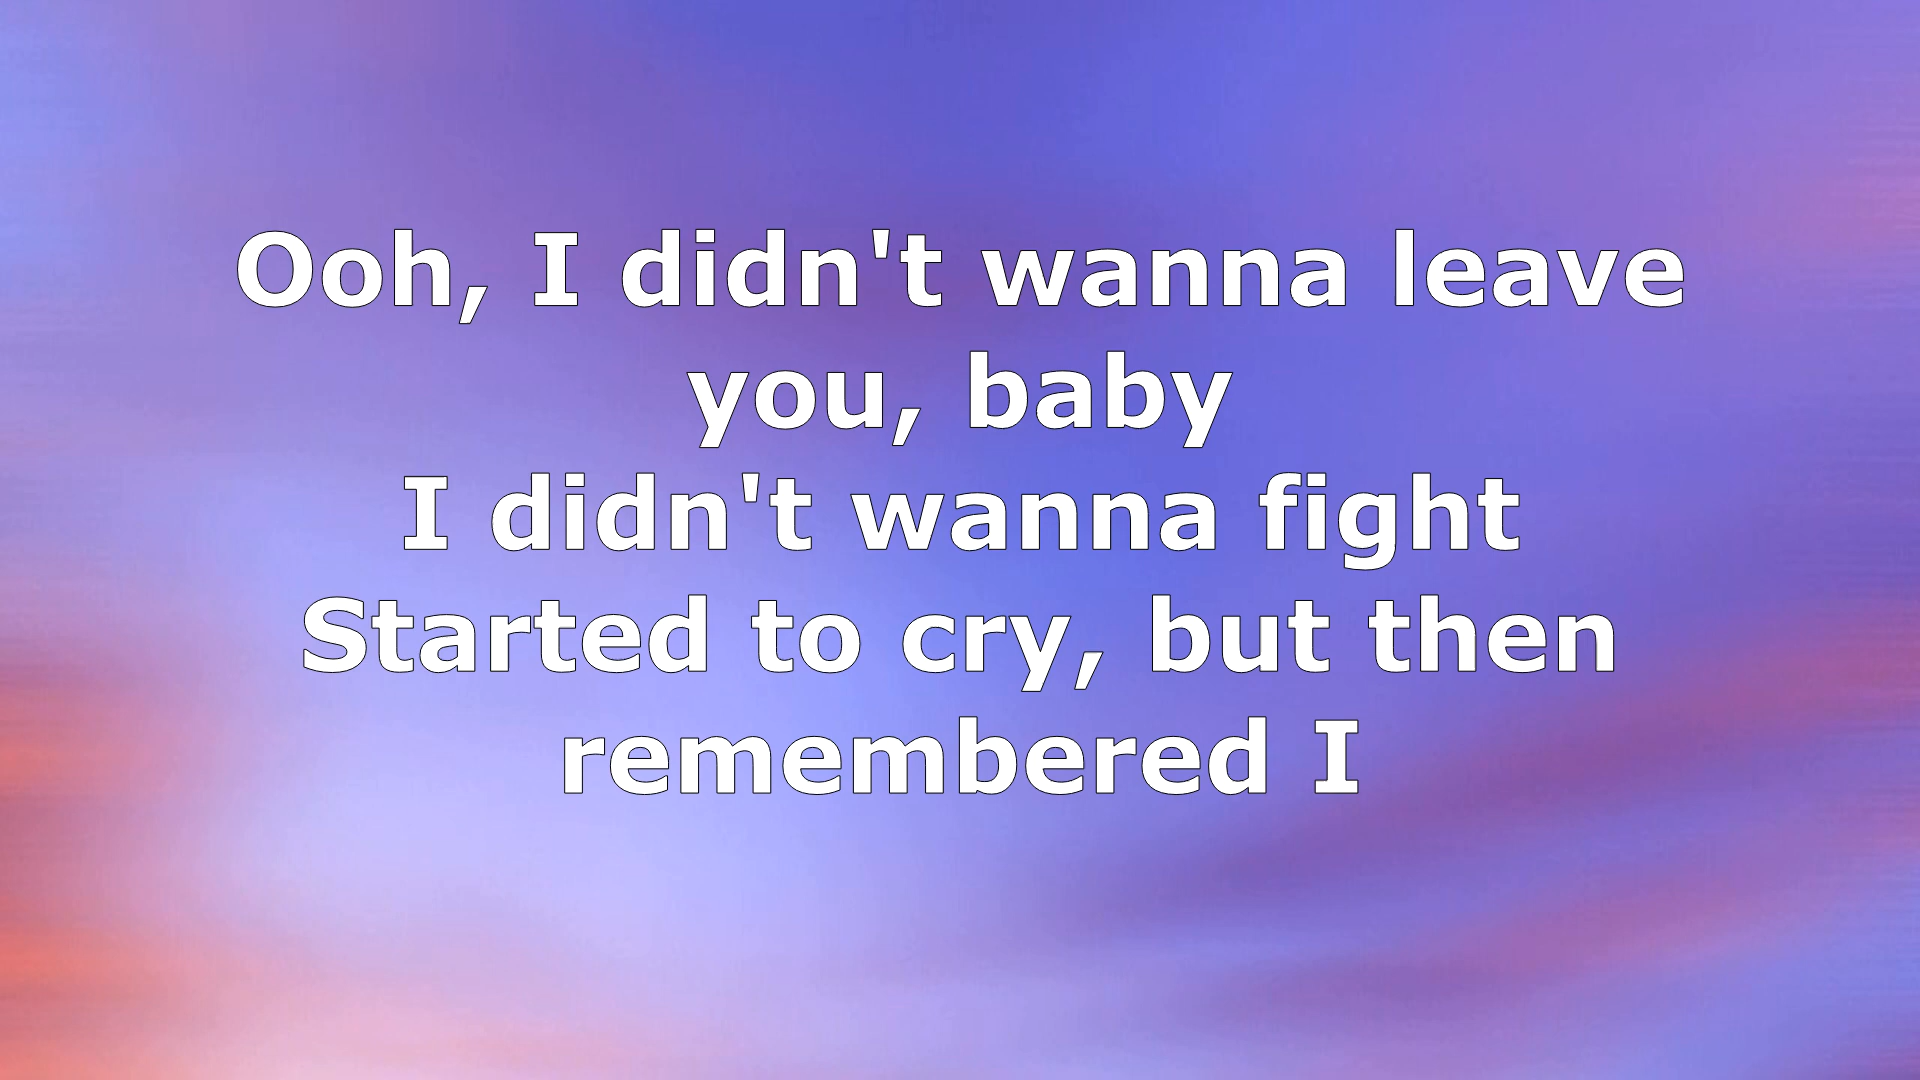 Ooh, I didn't wanna leave
you, baby
I didn't wanna fight
Started to cry, but then
remembered I